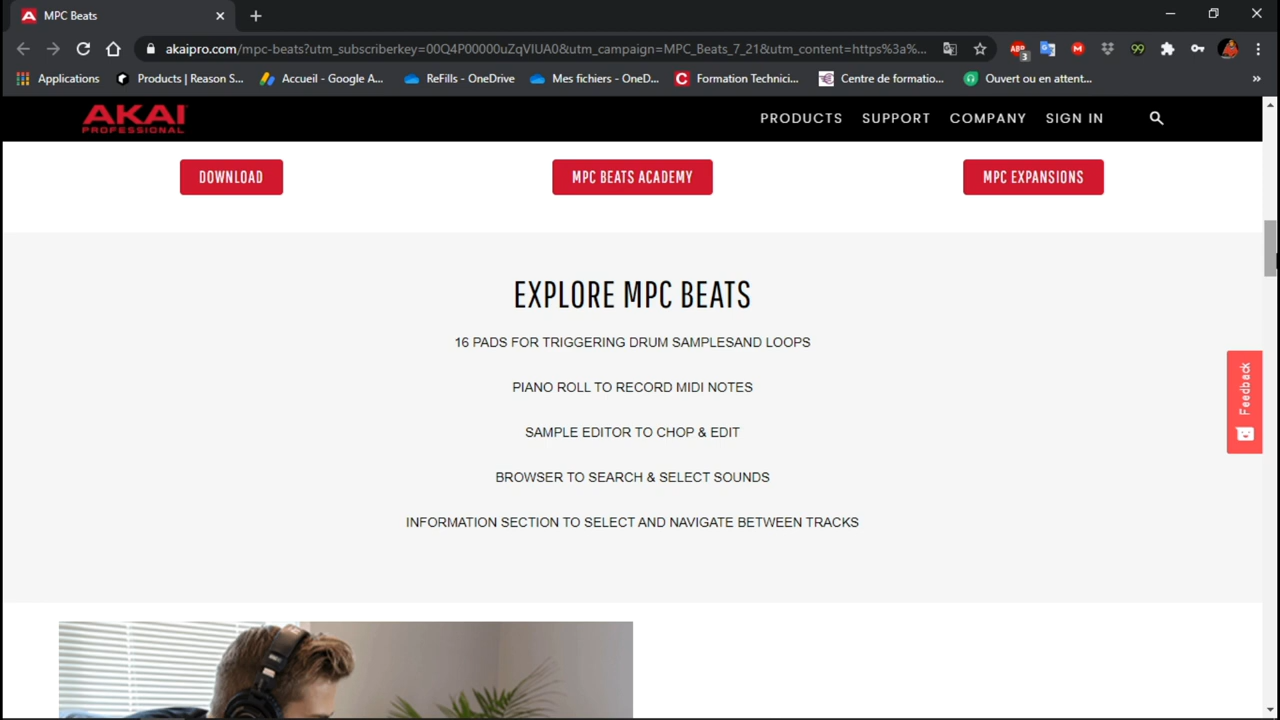 MPC Beats
akaipro.com/mpc-beats?utm_subscriberkey=00Q4P00000uZqVIUA0&utm_campaign=MPC_Beats_7_21&utm_content=https%3a%...
ABP 3 99
Applications Products | Reason S... Accueil - Google A... ReFills - OneDrive Mes fichiers - OneD... Formation Technici... Centre de formatio... Ouvert ou en attent... »
AKAI PROFESSIONAL
PRODUCTS SUPPORT COMPANY SIGN IN
DOWNLOAD MPC BEATS ACADEMY MPC EXPANSIONS
EXPLORE MPC BEATS
16 PADS FOR TRIGGERING DRUM SAMPLESAND LOOPS
PIANO ROLL TO RECORD MIDI NOTES
SAMPLE EDITOR TO CHOP & EDIT
BROWSER TO SEARCH & SELECT SOUNDS
INFORMATION SECTION TO SELECT AND NAVIGATE BETWEEN TRACKS
Feedback